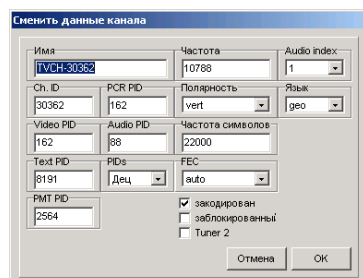 Сменить данные канала
Имя Частота Audio index
TVCH-30362 10788 1
Ch. ID PCR PID Полярность Язык
30362 162 vert geo
Video PID Audio PID Частота символов
162 88 22000
Text PID PIDs FEC
8191 Дец auto
PMT PID
2564
закодирован
заблокированный
Tuner 2
Отмена OK